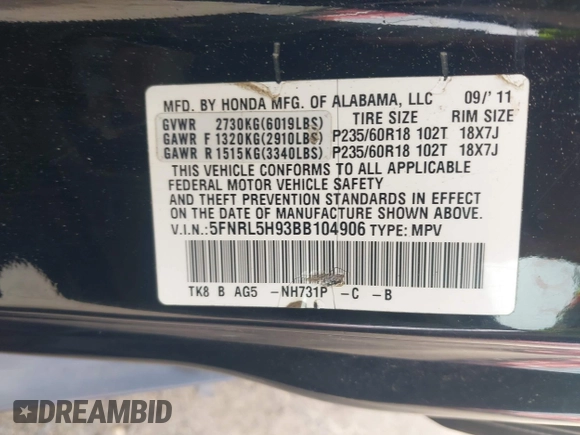 MFD. BY HONDA MFG. OF ALABAMA, LLC 09/'11
TIRE SIZE RIM SIZE
GVWR 2730KG(6019LBS)
GAWR F 1320KG(2910LBS) P235/60R18 102T 18X7J
GAWR R 1515KG(3340LBS) P235/60R18 102T 18X7J
THIS VEHICLE CONFORMS TO ALL APPLICABLE
FEDERAL MOTOR VEHICLE SAFETY
AND THEFT PREVENTION STANDARDS IN EFFECT
ON THE DATE OF MANUFACTURE SHOWN ABOVE.
V.I.N.:5FNRL5H93BB104906 TYPE: MPV
TK8 B AG5 -NH731P -C -B
DREAMBID